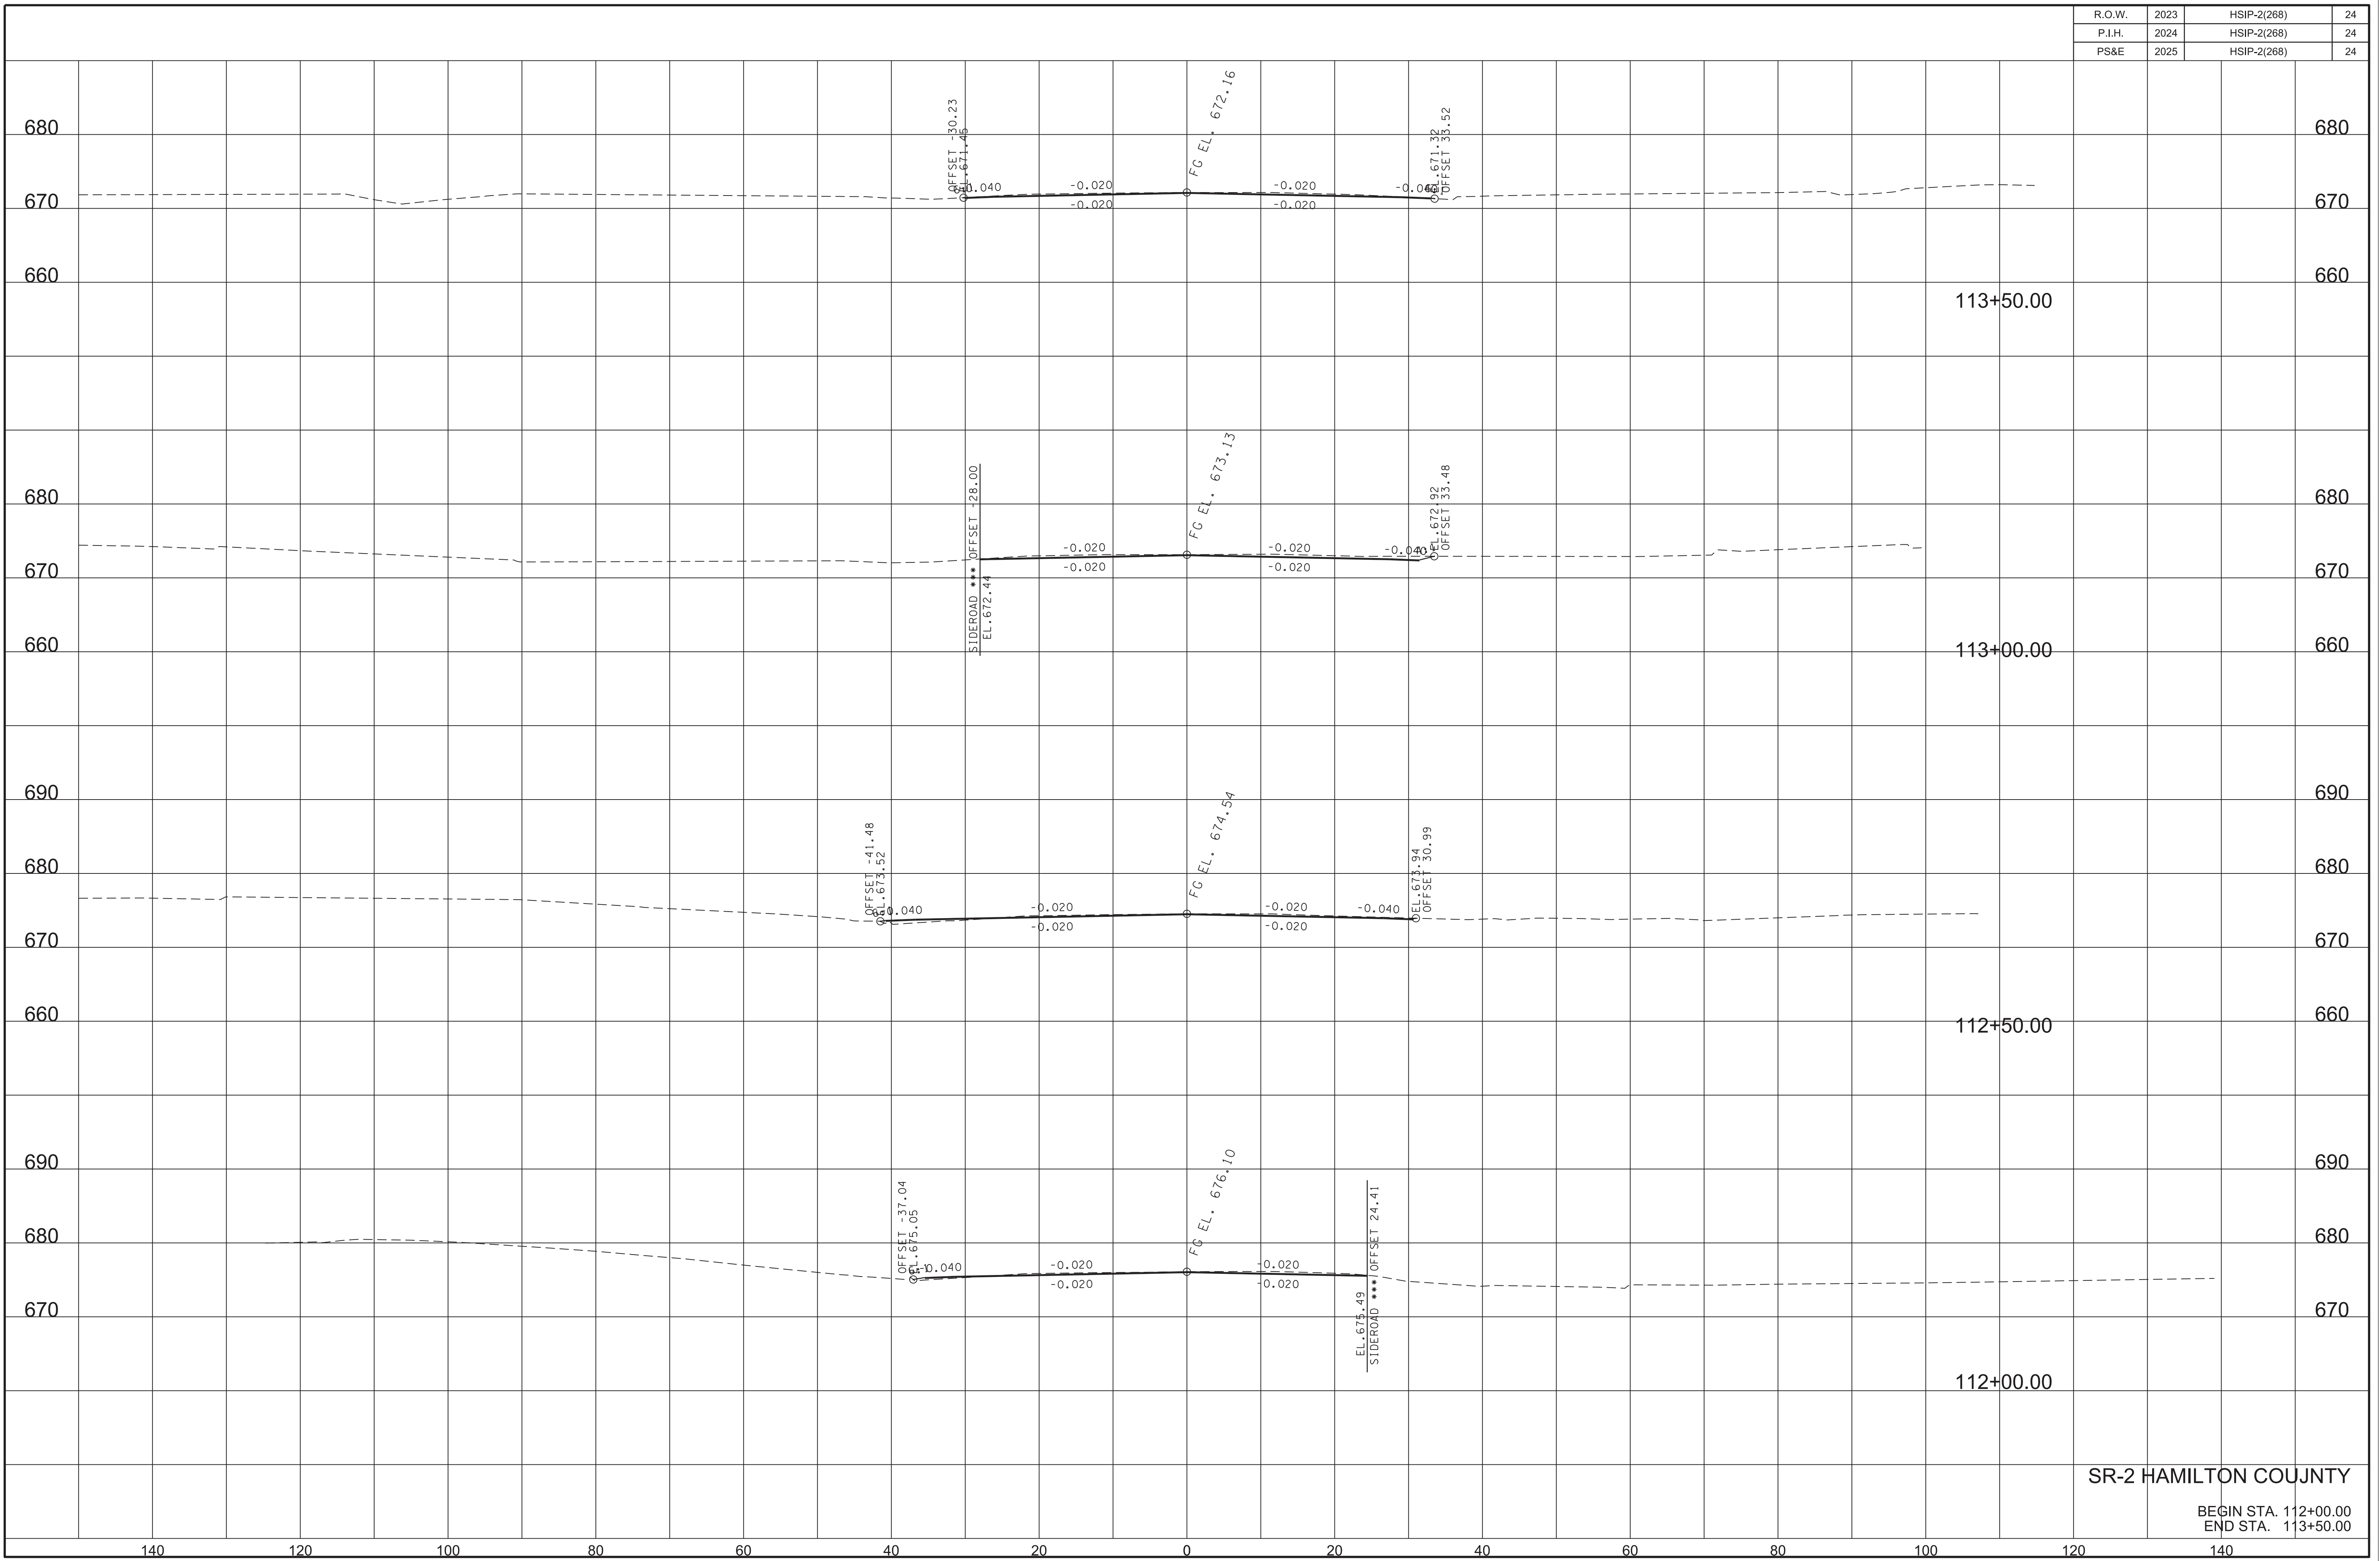 R.O.W. 2023 HSIP-2(268) 24
P.I.H. 2024 HSIP-2(268) 24
PS&E 2025 HSIP-2(268) 24
OFFSET -30.23
EL.671.45
FG EL. 672.16
EL.671.32
OFFSET 33.52
680 680
-0.040 -0.020 -0.020
-0.020 -0.020
670 670
660 660
113+50.00
SIDEROAD *** OFFSET -28.00
EL.672.44
FG EL. 673.13
EL.672.92
OFFSET 33.48
680 680
-0.020 -0.020 -0.040
-0.020 -0.020
670 670
660 660
113+00.00
690 690
OFFSET -41.48
EL.673.52
FG EL. 674.54
EL.673.94
OFFSET 30.99
680 680
-0.040 -0.020 -0.020 -0.040
-0.020 -0.020
670 670
660 660
112+50.00
690 690
OFFSET -37.04
EL.675.05
FG EL. 676.10
EL.675.49
SIDEROAD *** OFFSET 24.41
680 680
-0.040 -0.020 -0.020
-0.020 -0.020
670 670
112+00.00
SR-2 HAMILTON COUJNTY
BEGIN STA. 112+00.00
END STA. 113+50.00
140 120 100 80 60 40 20 0 20 40 60 80 100 120 140